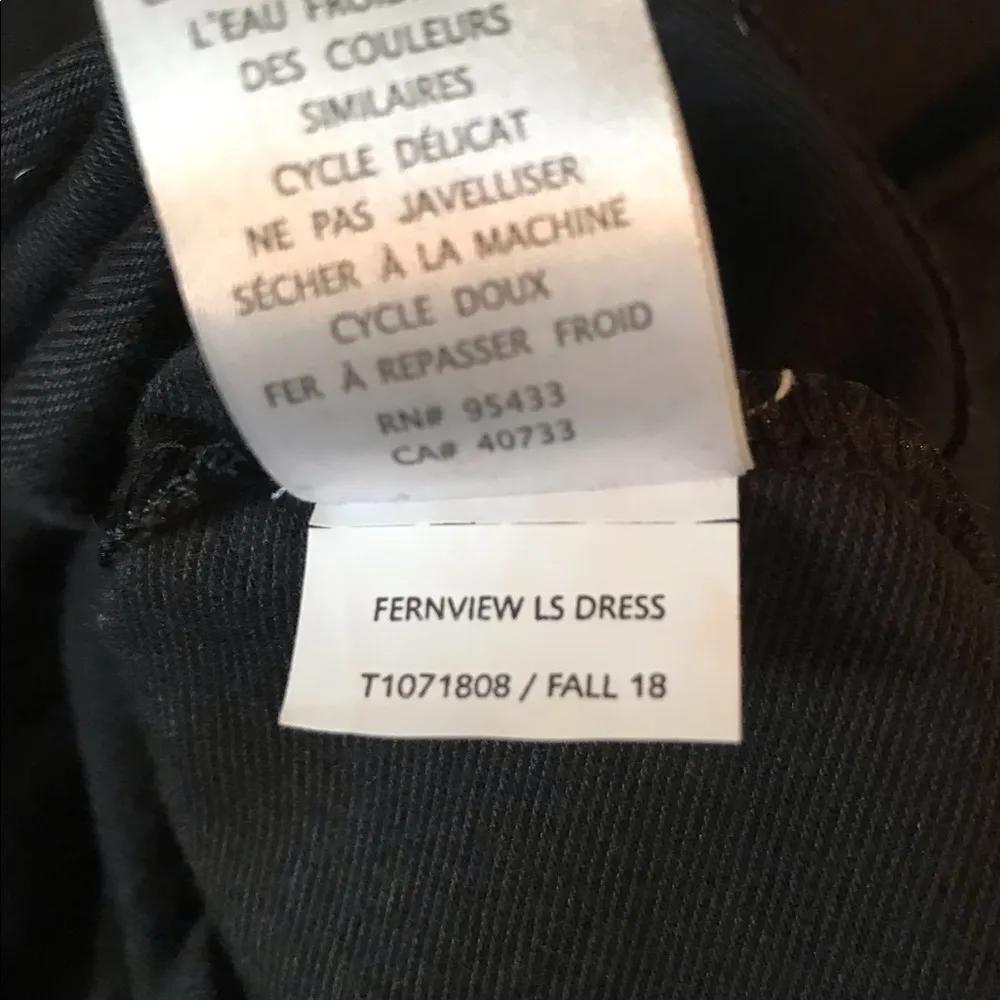 L'EAU FROIDE
DES COULEURS
SIMILAIRES
CYCLE DÉLICAT
NE PAS JAVELLISER
SÉCHER À LA MACHINE
CYCLE DOUX
FER À REPASSER FROID
RN# 95433
CA# 40733
FERNVIEW LS DRESS
T1071808 / FALL 18